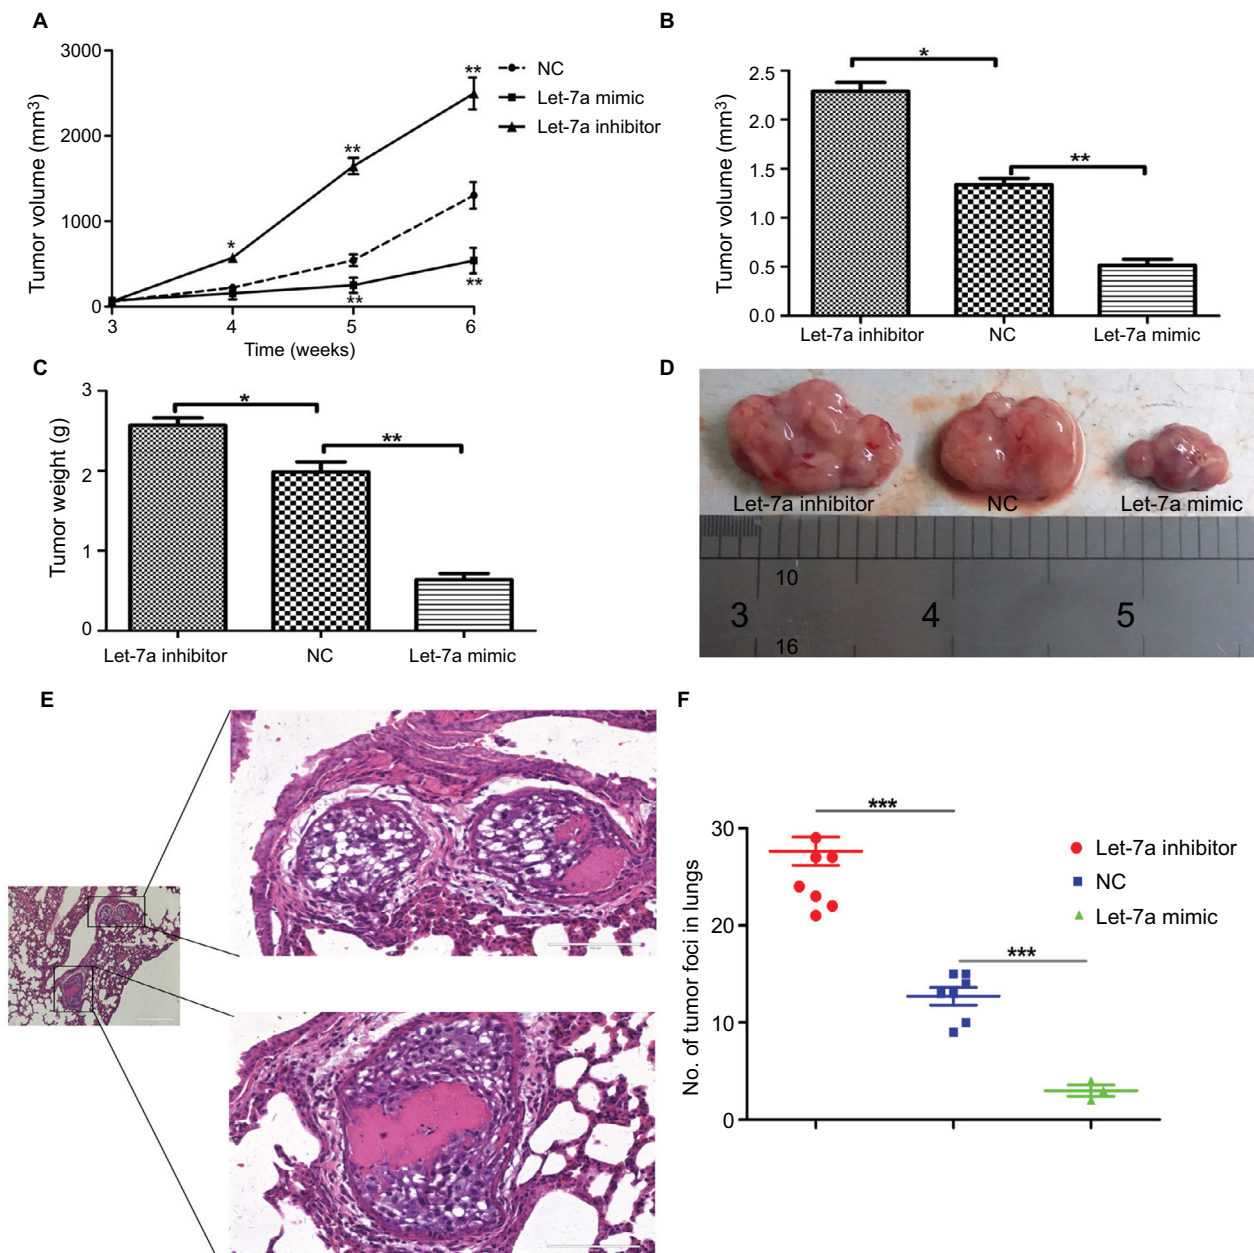 A
3000
2000
1000
0
3
4
5
6
Tumor volume (mm³)
Time (weeks)
*
**
**
**
**
NC
Let-7a mimic
Let-7a inhibitor
B
2.5
2.0
1.5
1.0
0.5
0.0
Tumor volume (mm³)
*
**
Let-7a inhibitor
NC
Let-7a mimic
C
3
2
1
0
Tumor weight (g)
*
**
Let-7a inhibitor
NC
Let-7a mimic
D
Let-7a inhibitor
NC
Let-7a mimic
10
3
4
5
16
E
F
30
20
10
0
No. of tumor foci in lungs
***
***
Let-7a inhibitor
NC
Let-7a mimic